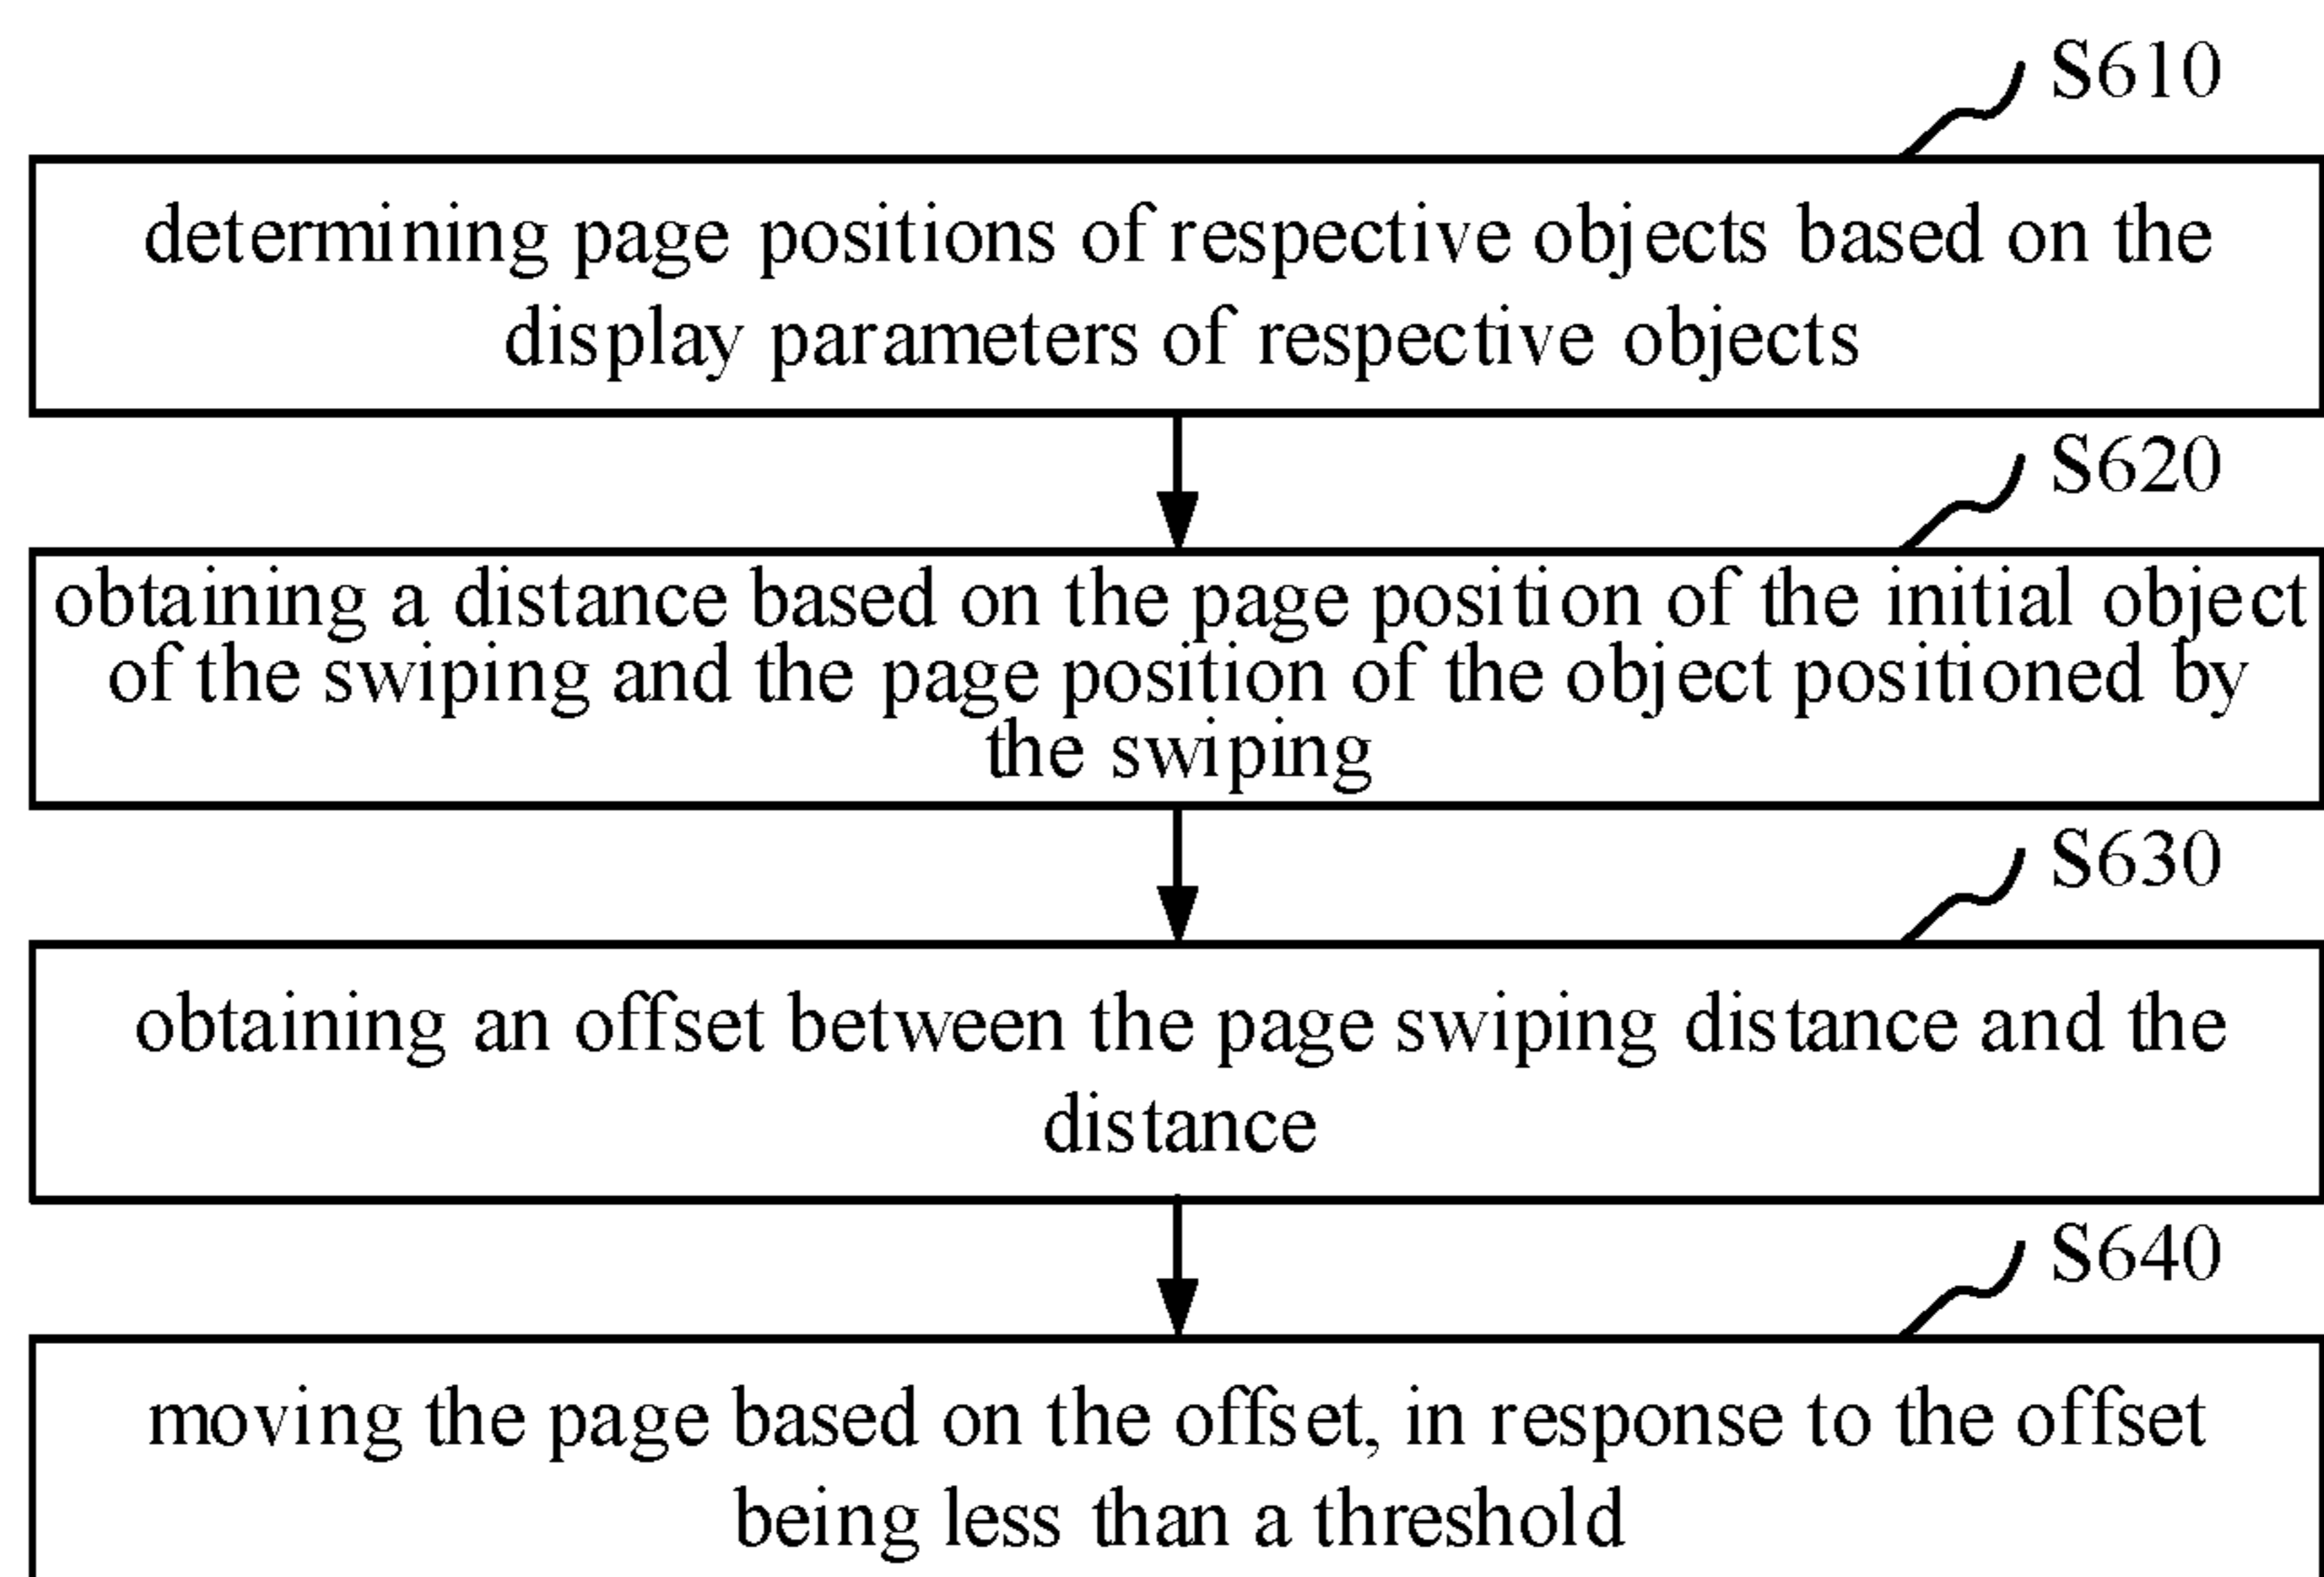 S610
determining page positions of respective objects based on the
display parameters of respective objects
S620
obtaining a distance based on the page position of the initial object
of the swiping and the page position of the object positioned by
the swiping
S630
obtaining an offset between the page swiping distance and the
distance
S640
moving the page based on the offset, in response to the offset
being less than a threshold